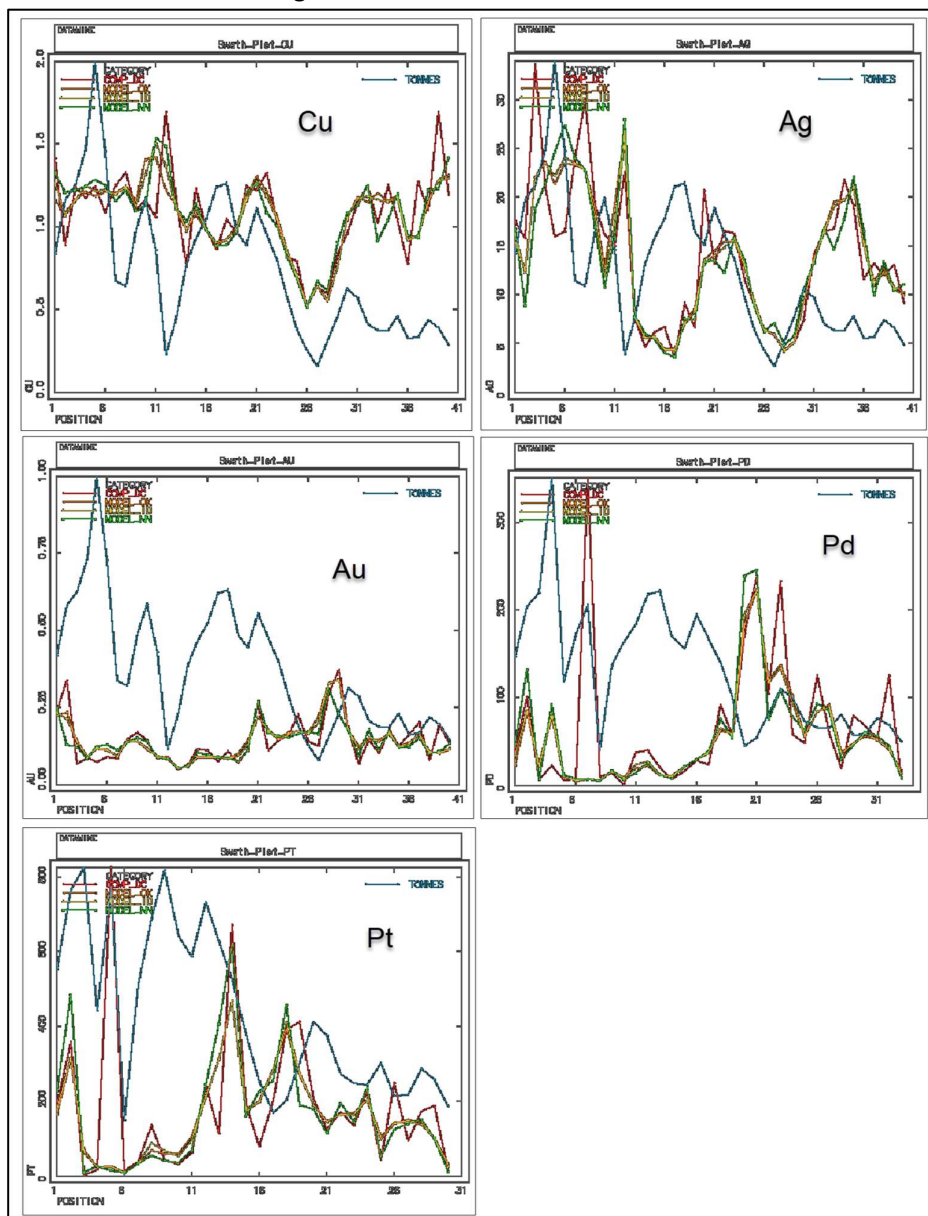 DATAMINE
Swath_Plot_CU
CATEGORY
COMP_DC
MODEL_OK
MODEL_ID
MODEL_NN
TONNES
Cu
2.0
1.5
1.0
0.5
0.0
CU
1 6 11 16 21 26 31 36 41
POSITION
DATAMINE
Swath_Plot_AG
CATEGORY
COMP_DC
MODEL_OK
MODEL_ID
MODEL_NN
TONNES
Ag
30
25
20
15
10
5
0
AG
1 6 11 16 21 26 31 36 41
POSITION
DATAMINE
Swath_Plot_AU
CATEGORY
COMP_DC
MODEL_OK
MODEL_ID
MODEL_NN
TONNES
Au
1.00
0.75
0.50
0.25
0.00
AU
1 6 11 16 21 26 31 36 41
POSITION
DATAMINE
Swath_Plot_PD
CATEGORY
COMP_DC
MODEL_OK
MODEL_ID
MODEL_NN
TONNES
Pd
300
200
100
0
PD
1 6 11 16 21 26 31
POSITION
DATAMINE
Swath_Plot_PT
CATEGORY
COMP_DC
MODEL_OK
MODEL_ID
MODEL_NN
TONNES
Pt
800
600
400
200
0
PT
1 6 11 16 21 26 31
POSITION